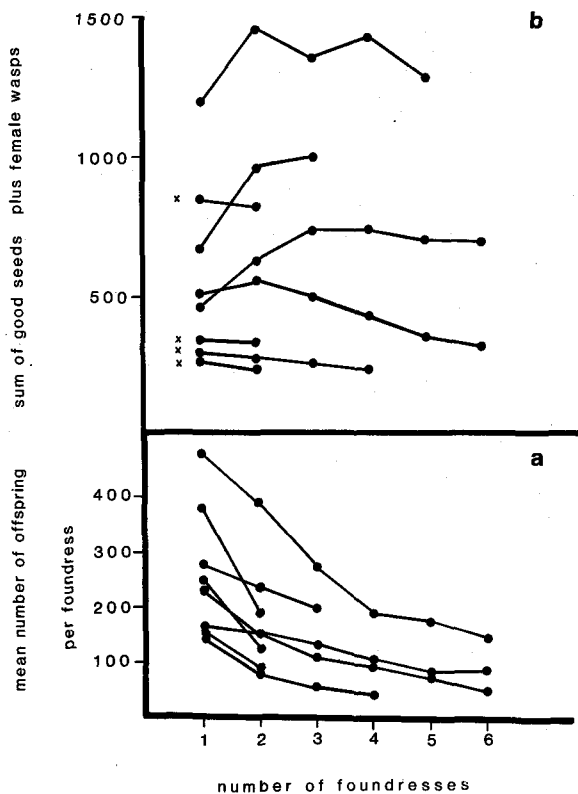 b
1500
1000
500
sum of good seeds plus female wasps
x
x
x
x
a
400
300
200
100
mean number of offspring
per foundress
1 2 3 4 5 6
number of foundresses